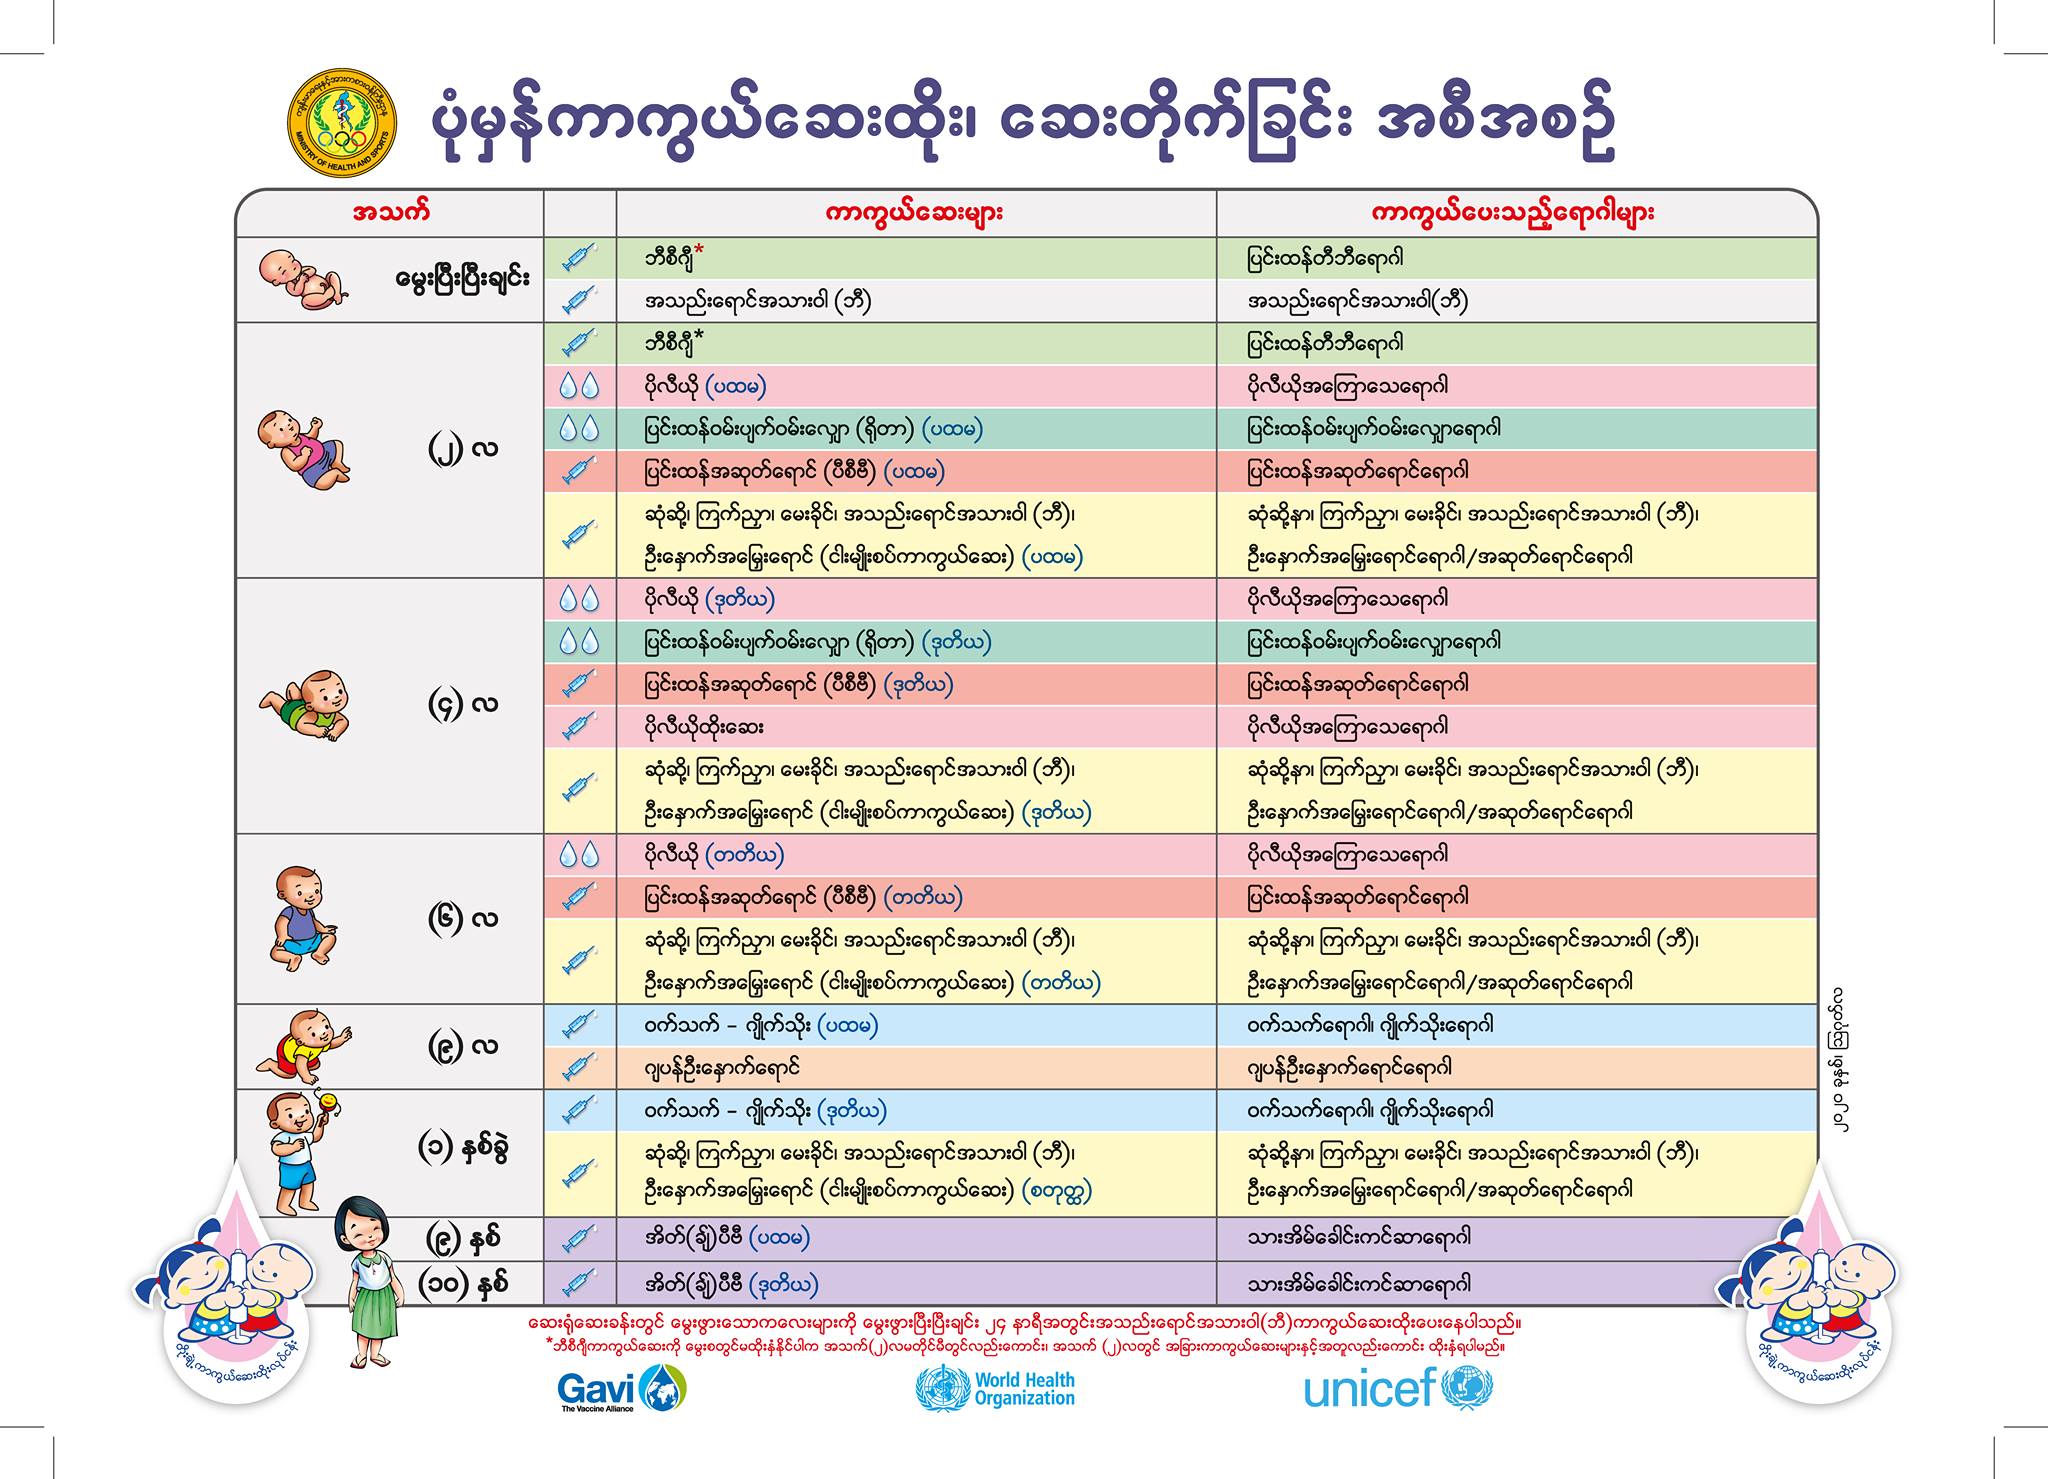 ကျန်းမာရေးနှင့်အားကစားဝန်ကြီးဌာန
MINISTRY OF HEALTH AND SPORTS
ပုံမှန်ကာကွယ်ဆေးထိုး၊ ဆေးတိုက်ခြင်း အစီအစဉ်
အသက် ကာကွယ်ဆေးများ ကာကွယ်ပေးသည့်ရောဂါများ
မွေးပြီးပြီးချင်း
ဘီစီဂျီ* ပြင်းထန်တီဘီရောဂါ
အသည်းရောင်အသားဝါ (ဘီ) အသည်းရောင်အသားဝါ(ဘီ)
(၂) လ
ဘီစီဂျီ* ပြင်းထန်တီဘီရောဂါ
ပိုလီယို (ပထမ) ပိုလီယိုအကြောသေရောဂါ
ပြင်းထန်ဝမ်းပျက်ဝမ်းလျှော (ရိုတာ) (ပထမ) ပြင်းထန်ဝမ်းပျက်ဝမ်းလျှောရောဂါ
ပြင်းထန်အဆုတ်ရောင် (ပီစီဗီ) (ပထမ) ပြင်းထန်အဆုတ်ရောင်ရောဂါ
ဆုံဆို့၊ ကြက်ညှာ၊ မေးခိုင်၊ အသည်းရောင်အသားဝါ (ဘီ)၊ ဆုံဆို့နာ၊ ကြက်ညှာ၊ မေးခိုင်၊ အသည်းရောင်အသားဝါ (ဘီ)၊
ဦးနှောက်အမြှေးရောင် (ငါးမျိုးစပ်ကာကွယ်ဆေး) (ပထမ) ဦးနှောက်အမြှေးရောင်ရောဂါ/အဆုတ်ရောင်ရောဂါ
(၄) လ
ပိုလီယို (ဒုတိယ) ပိုလီယိုအကြောသေရောဂါ
ပြင်းထန်ဝမ်းပျက်ဝမ်းလျှော (ရိုတာ) (ဒုတိယ) ပြင်းထန်ဝမ်းပျက်ဝမ်းလျှောရောဂါ
ပြင်းထန်အဆုတ်ရောင် (ပီစီဗီ) (ဒုတိယ) ပြင်းထန်အဆုတ်ရောင်ရောဂါ
ပိုလီယိုထိုးဆေး ပိုလီယိုအကြောသေရောဂါ
ဆုံဆို့၊ ကြက်ညှာ၊ မေးခိုင်၊ အသည်းရောင်အသားဝါ (ဘီ)၊ ဆုံဆို့နာ၊ ကြက်ညှာ၊ မေးခိုင်၊ အသည်းရောင်အသားဝါ (ဘီ)၊
ဦးနှောက်အမြှေးရောင် (ငါးမျိုးစပ်ကာကွယ်ဆေး) (ဒုတိယ) ဦးနှောက်အမြှေးရောင်ရောဂါ/အဆုတ်ရောင်ရောဂါ
(၆) လ
ပိုလီယို (တတိယ) ပိုလီယိုအကြောသေရောဂါ
ပြင်းထန်အဆုတ်ရောင် (ပီစီဗီ) (တတိယ) ပြင်းထန်အဆုတ်ရောင်ရောဂါ
ဆုံဆို့၊ ကြက်ညှာ၊ မေးခိုင်၊ အသည်းရောင်အသားဝါ (ဘီ)၊ ဆုံဆို့နာ၊ ကြက်ညှာ၊ မေးခိုင်၊ အသည်းရောင်အသားဝါ (ဘီ)၊
ဦးနှောက်အမြှေးရောင် (ငါးမျိုးစပ်ကာကွယ်ဆေး) (တတိယ) ဦးနှောက်အမြှေးရောင်ရောဂါ/အဆုတ်ရောင်ရောဂါ
(၉) လ
ဝက်သက် – ဂျိုက်သိုး (ပထမ) ဝက်သက်ရောဂါ၊ ဂျိုက်သိုးရောဂါ
ဂျပန်ဦးနှောက်ရောင် ဂျပန်ဦးနှောက်ရောင်ရောဂါ
(၁) နှစ်ခွဲ
ဝက်သက် – ဂျိုက်သိုး (ဒုတိယ) ဝက်သက်ရောဂါ၊ ဂျိုက်သိုးရောဂါ
ဆုံဆို့၊ ကြက်ညှာ၊ မေးခိုင်၊ အသည်းရောင်အသားဝါ (ဘီ)၊ ဆုံဆို့နာ၊ ကြက်ညှာ၊ မေးခိုင်၊ အသည်းရောင်အသားဝါ (ဘီ)၊
ဦးနှောက်အမြှေးရောင် (ငါးမျိုးစပ်ကာကွယ်ဆေး) (စတုတ္ထ) ဦးနှောက်အမြှေးရောင်ရောဂါ/အဆုတ်ရောင်ရောဂါ
(၉) နှစ် အိတ်(ချ်)ပီဗီ (ပထမ) သားအိမ်ခေါင်းကင်ဆာရောဂါ
(၁၀) နှစ် အိတ်(ချ်)ပီဗီ (ဒုတိယ) သားအိမ်ခေါင်းကင်ဆာရောဂါ
၂၀၂၀ ခုနှစ်၊ ဩဂုတ်လ
ဆေးရုံဆေးခန်းတွင် မွေးဖွားသောကလေးများကို မွေးဖွားပြီးပြီးချင်း ၂၄ နာရီအတွင်းအသည်းရောင်အသားဝါ(ဘီ)ကာကွယ်ဆေးထိုးပေးနေပါသည်။
*ဘီစီဂျီကာကွယ်ဆေးကို မွေးစတွင်မထိုးနှံနိုင်ပါက အသက်(၂)လမတိုင်မီတွင်လည်းကောင်း၊ အသက် (၂)လတွင် အခြားကာကွယ်ဆေးများနှင့်အတူလည်းကောင်း ထိုးနှံရပါမည်။
တိုးချဲ့ကာကွယ်ဆေးထိုးလုပ်ငန်း
တိုးချဲ့ကာကွယ်ဆေးထိုးလုပ်ငန်း
Gavi
The Vaccine Alliance
World Health
Organization
unicef